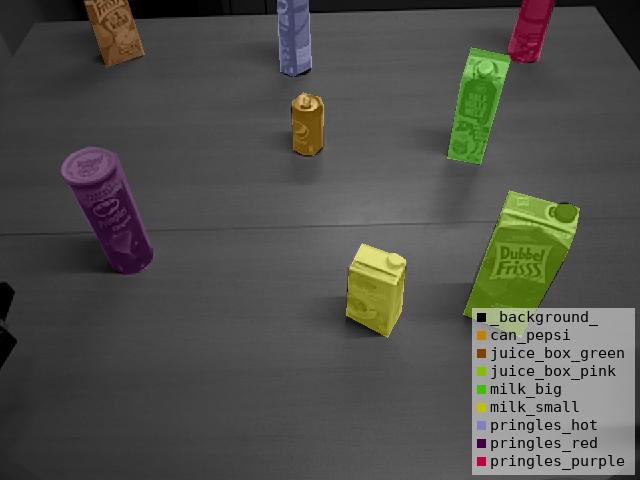 Dubbel
Frisss
_background_
can_pepsi
juice_box_green
juice_box_pink
milk_big
milk_small
pringles_hot
pringles_red
pringles_purple